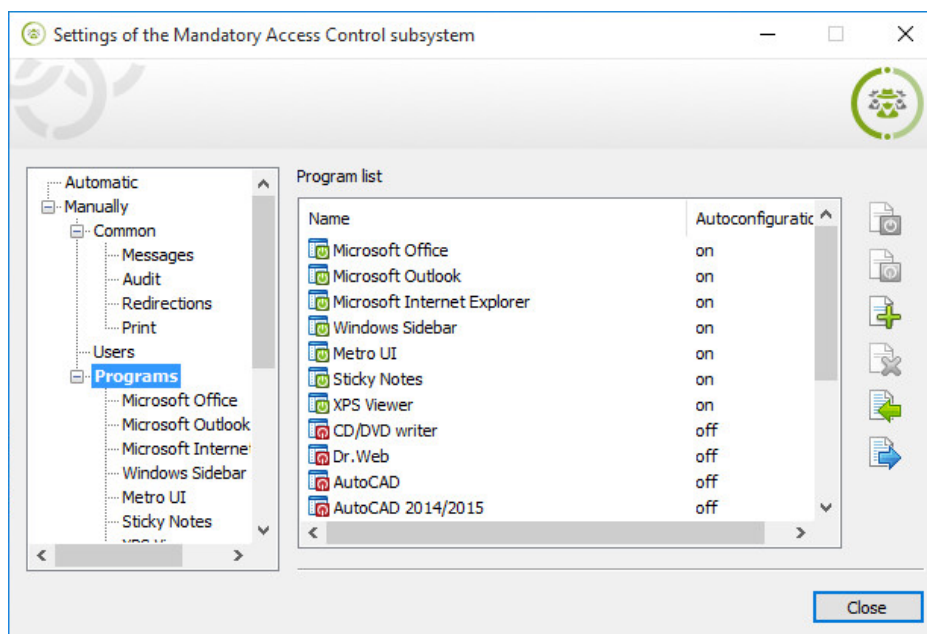 Settings of the Mandatory Access Control subsystem
Automatic
Manually
Common
Messages
Audit
Redirections
Print
Users
Programs
Microsoft Office
Microsoft Outlook
Microsoft Interne
Windows Sidebar
Metro UI
Sticky Notes
Program list
Name Autoconfiguratic
Microsoft Office on
Microsoft Outlook on
Microsoft Internet Explorer on
Windows Sidebar on
Metro UI on
Sticky Notes on
XPS Viewer on
CD/DVD writer off
Dr.Web off
AutoCAD off
AutoCAD 2014/2015 off
Close